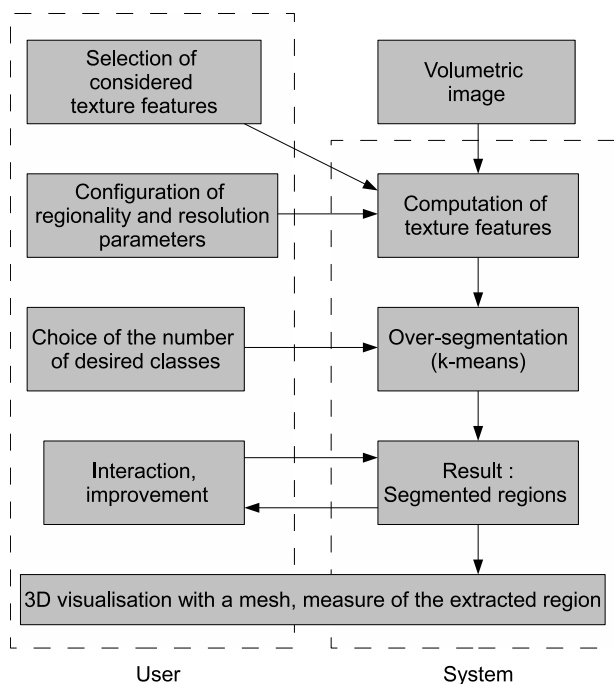 Selection of
considered
texture features
Volumetric
image
Configuration of
regionality and resolution
parameters
Computation of
texture features
Choice of the number
of desired classes
Over-segmentation
(k-means)
Interaction,
improvement
Result :
Segmented regions
3D visualisation with a mesh, measure of the extracted region
User
System